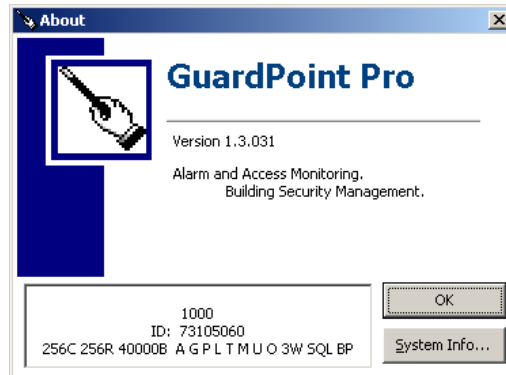 About
GuardPoint Pro
Version 1.3.031
Alarm and Access Monitoring.
Building Security Management.
1000
ID: 73105060
256C 256R 40000B A G P L T M U O 3W SQL BP
OK
System Info...